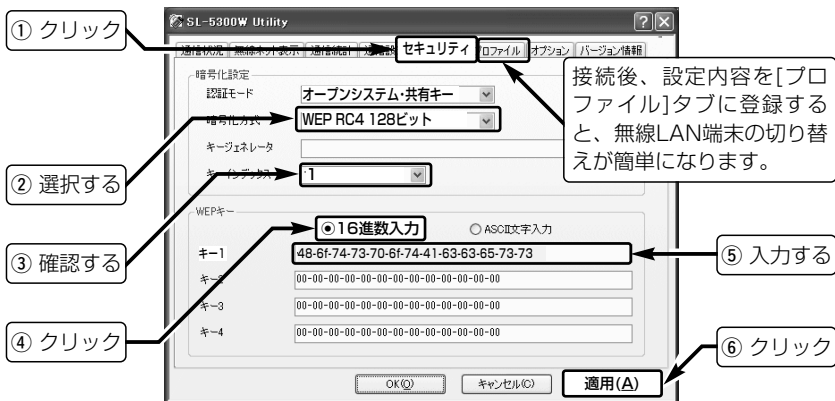 SL-5300W Utility
① クリック
通信状況 無線ネット表示 通信統計 セキュリティ プロファイル オプション バージョン情報
接続後、設定内容を[プロ
ファイル]タブに登録する
と、無線LAN端末の切り替
えが簡単になります。
暗号化設定
認証モード オープンシステム・共有キー
暗号化方式 WEP RC4 128ビット
キージェネレータ
② 選択する
キーインデックス 1
WEPキー
◉16進数入力 ○ASCII文字入力
③ 確認する
キー1 48-6f-74-73-70-6f-74-41-63-63-65-73-73
⑤ 入力する
キー2 00-00-00-00-00-00-00-00-00-00-00-00-00
キー3 00-00-00-00-00-00-00-00-00-00-00-00-00
④ クリック
キー4 00-00-00-00-00-00-00-00-00-00-00-00-00
⑥ クリック
OK(O) キャンセル(C) 適用(A)